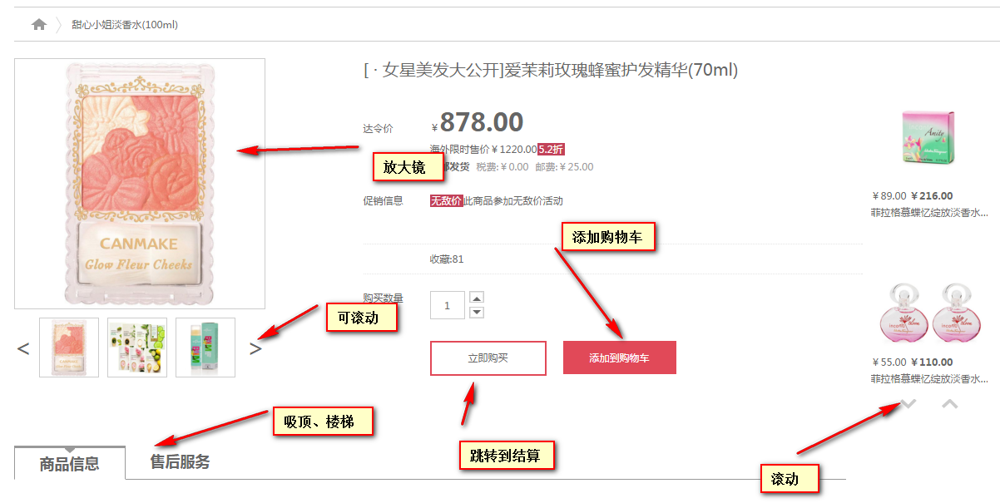 甜心小姐淡香水(100ml)
[ · 女星美发大公开]爱茉莉玫瑰蜂蜜护发精华(70ml)
达令价
￥878.00
海外限时售价￥1220.00 5.2折
放大镜
邮发货 税费:￥0.00 邮费:￥25.00
促销信息
无敌价 此商品参加无敌价活动
添加购物车
收藏:81
购买数量
1
可滚动
立即购买
添加到购物车
跳转到结算
CANMAKE
Glow Fleur Cheeks
<
CANMAKE
>
吸顶、楼梯
商品信息
售后服务
Amity
￥89.00 ￥216.00
菲拉格慕蝶忆绽放淡香水...
￥55.00 ￥110.00
菲拉格慕蝶忆绽放淡香水...
滚动